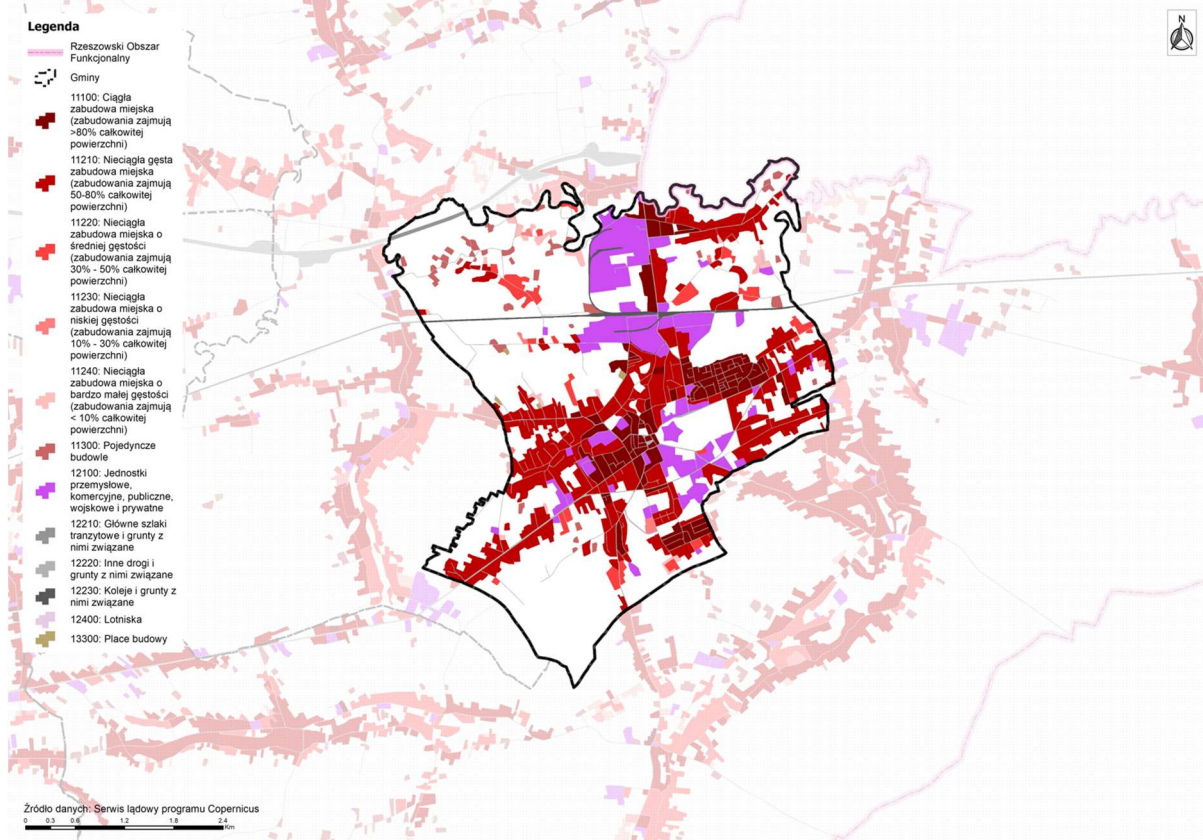 Legenda
Rzeszowski Obszar
Funkcjonalny
Gminy
11100: Ciągła
zabudowa miejska
(zabudowania zajmują
>80% całkowitej
powierzchni)
11210: Nieciągła gęsta
zabudowa miejska
(zabudowania zajmują
50-80% całkowitej
powierzchni)
11220: Nieciągła
zabudowa miejska o
średniej gęstości
(zabudowania zajmują
30% - 50% całkowitej
powierzchni)
11230: Nieciągła
zabudowa miejska o
niskiej gęstości
(zabudowania zajmują
10% - 30% całkowitej
powierzchni)
11240: Nieciągła
zabudowa miejska o
bardzo małej gęstości
(zabudowania zajmują
< 10% całkowitej
powierzchni)
11300: Pojedyncze
budowle
12100: Jednostki
przemysłowe,
komercyjne, publiczne,
wojskowe i prywatne
12210: Główne szlaki
tranzytowe i grunty z
nimi związane
12220: Inne drogi i
grunty z nimi związane
12230: Koleje i grunty z
nimi związane
12400: Lotniska
13300: Place budowy
N
Źródło danych: Serwis lądowy programu Copernicus
0 0.3 0.6 1.2 1.8 2.4
Km